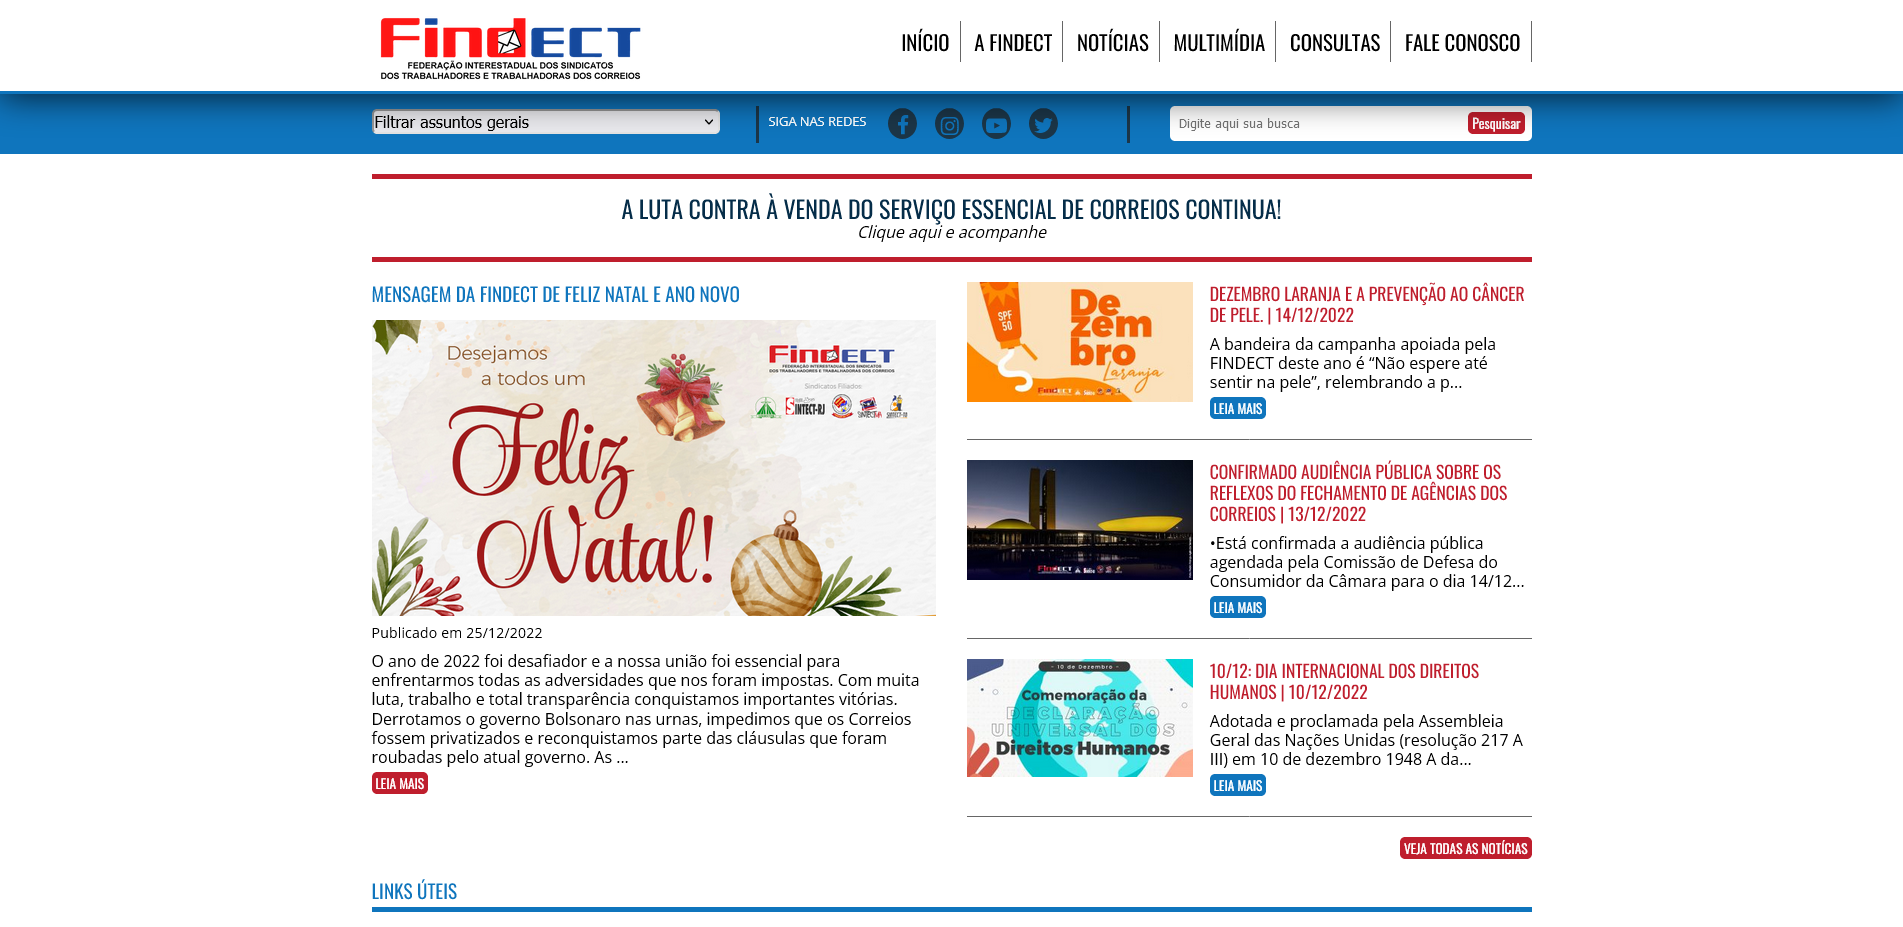 FindECT
FEDERAÇÃO INTERESTADUAL DOS SINDICATOS
DOS TRABALHADORES E TRABALHADORAS DOS CORREIOS
INÍCIO
A FINDECT
NOTÍCIAS
MULTIMÍDIA
CONSULTAS
FALE CONOSCO
Filtrar assuntos gerais
SIGA NAS REDES
Digite aqui sua busca
Pesquisar
A LUTA CONTRA À VENDA DO SERVIÇO ESSENCIAL DE CORREIOS CONTINUA!
Clique aqui e acompanhe
MENSAGEM DA FINDECT DE FELIZ NATAL E ANO NOVO
Desejamos
a todos um
Feliz
Natal!
FindECT
FEDERAÇÃO INTERESTADUAL DOS SINDICATOS
DOS TRABALHADORES E TRABALHADORAS DOS CORREIOS
Sindicatos Filiados
SINTECT-RJ
Publicado em 25/12/2022
O ano de 2022 foi desafiador e a nossa união foi essencial para
enfrentarmos todas as adversidades que nos foram impostas. Com muita
luta, trabalho e total transparência conquistamos importantes vitórias.
Derrotamos o governo Bolsonaro nas urnas, impedimos que os Correios
fossem privatizados e reconquistamos parte das cláusulas que foram
roubadas pelo atual governo. As ...
LEIA MAIS
SPF
50
De
zem
bro
Laranja
FindECT
DEZEMBRO LARANJA E A PREVENÇÃO AO CÂNCER
DE PELE. | 14/12/2022
A bandeira da campanha apoiada pela
FINDECT deste ano é “Não espere até
sentir na pele”, relembrando a p...
LEIA MAIS
FindECT
CONFIRMADO AUDIÊNCIA PÚBLICA SOBRE OS
REFLEXOS DO FECHAMENTO DE AGÊNCIAS DOS
CORREIOS | 13/12/2022
•Está confirmada a audiência pública
agendada pela Comissão de Defesa do
Consumidor da Câmara para o dia 14/12...
LEIA MAIS
- 10 de Dezembro -
Comemoração da
DECLARAÇÃO
UNIVERSAL DOS
Direitos Humanos
10/12: DIA INTERNACIONAL DOS DIREITOS
HUMANOS | 10/12/2022
Adotada e proclamada pela Assembleia
Geral das Nações Unidas (resolução 217 A
III) em 10 de dezembro 1948 A da...
LEIA MAIS
VEJA TODAS AS NOTÍCIAS
LINKS ÚTEIS